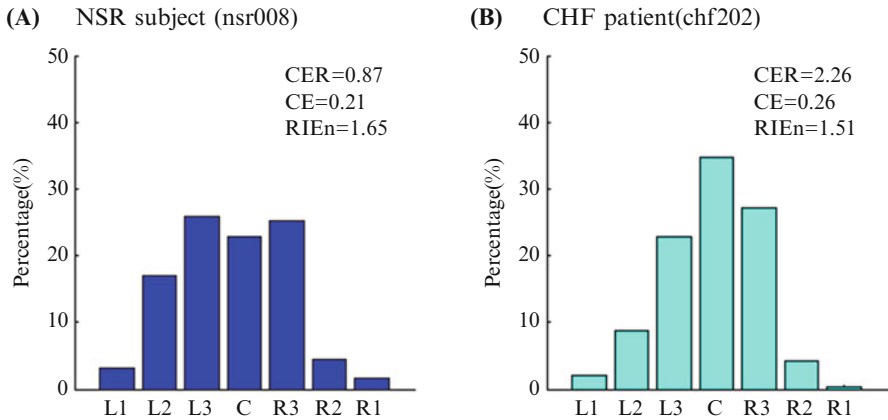 (A) NSR subject (nsr008)
50
40
30
20
10
0
Percentage(%)
CER=0.87
CE=0.21
RIEn=1.65
L1 L2 L3 C R3 R2 R1
(B) CHF patient(chf202)
50
40
30
20
10
0
Percentage(%)
CER=2.26
CE=0.26
RIEn=1.51
L1 L2 L3 C R3 R2 R1